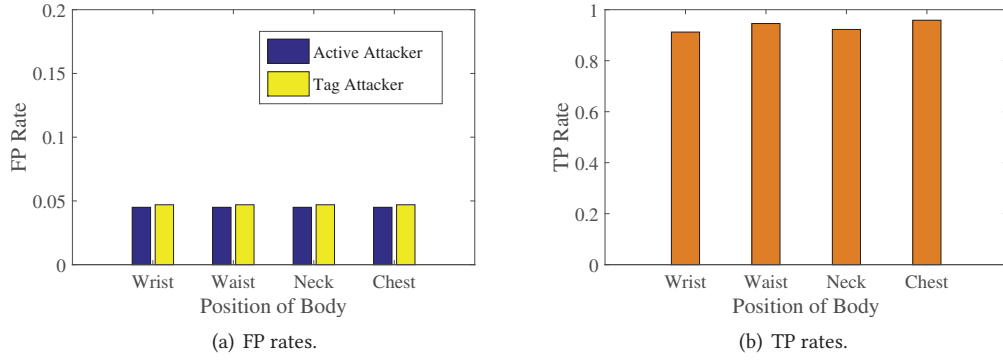 0.2
0.15
0.1
0.05
0
FP Rate
Active Attacker
Tag Attacker
Wrist Waist Neck Chest
Position of Body
(a) FP rates.
1
0.8
0.6
0.4
0.2
0
TP Rate
Wrist Waist Neck Chest
Position of Body
(b) TP rates.